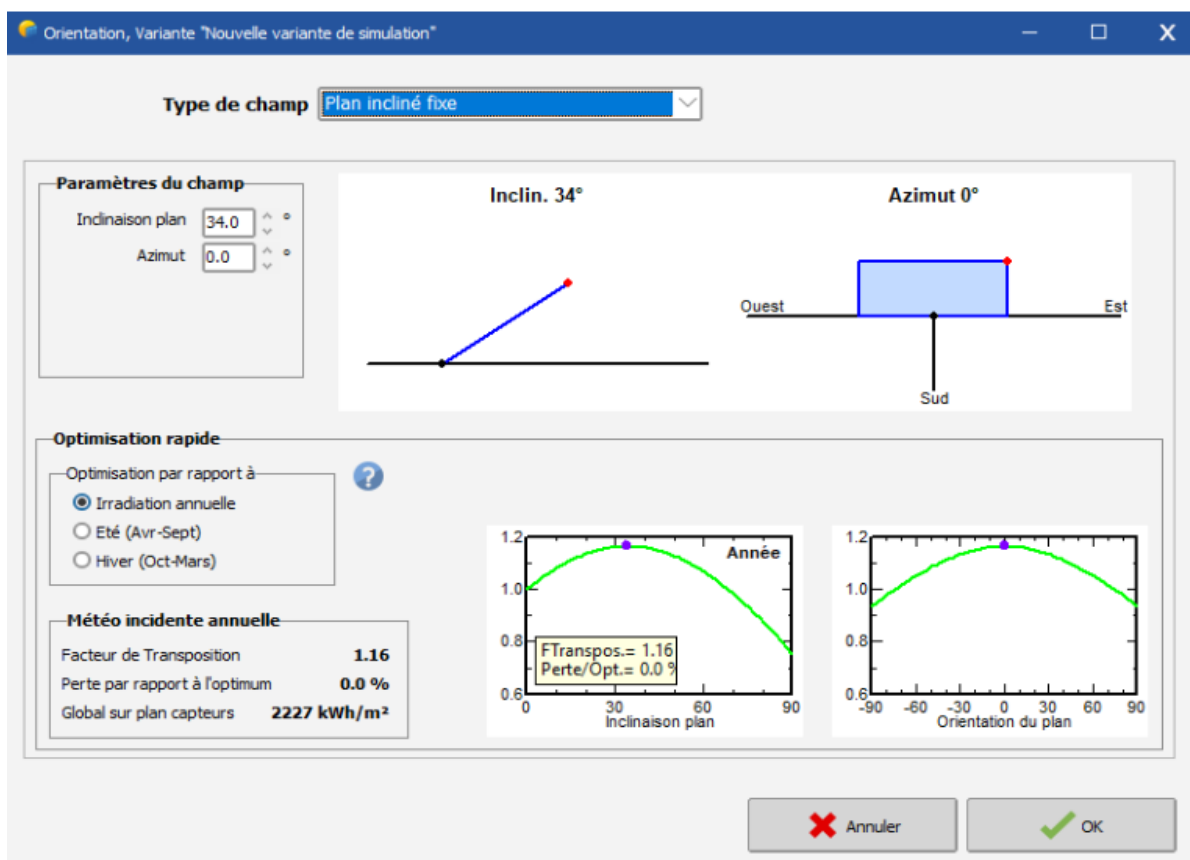 Orientation, Variante "Nouvelle variante de simulation"
Type de champ Plan incliné fixe
Paramètres du champ
Inclinaison plan 34.0 °
Azimut 0.0 °
Inclin. 34°
Azimut 0°
Ouest
Est
Sud
Optimisation rapide
Optimisation par rapport à
Irradiation annuelle
Eté (Avr-Sept)
Hiver (Oct-Mars)
?
Météo incidente annuelle
Facteur de Transposition 1.16
Perte par rapport à l'optimum 0.0 %
Global sur plan capteurs 2227 kWh/m²
1.2
1.0
0.8
0.6
Année
FTranspos.= 1.16
Perte/Opt.= 0.0 %
0 30 60 90
Inclinaison plan
1.2
1.0
0.8
0.6
-90 -60 -30 0 30 60 90
Orientation du plan
Annuler
OK